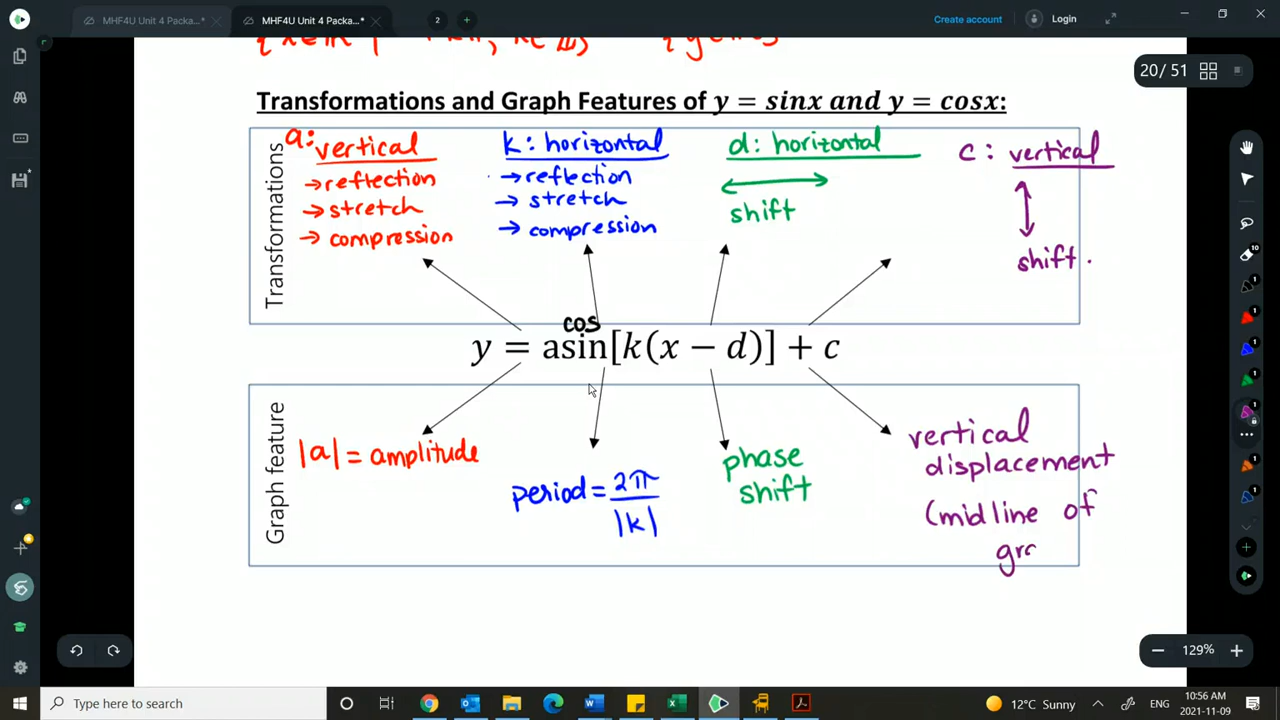 MHF4U Unit 4 Packa...*
MHF4U Unit 4 Packa...*
2
Create account
Login
20/51
Transformations and Graph Features of y = sinx and y = cosx:
Transformations
a: vertical
→ reflection
→ stretch
→ compression
k: horizontal
→ reflection
→ stretch
→ compression
d: horizontal
shift
c: vertical
shift.
cos
y = asin[k(x − d)] + c
Graph feature
|a| = amplitude
period = 2π/|k|
phase
shift
vertical
displacement
(midline of
gra
129%
Type here to search
12°C Sunny
ENG
10:56 AM
2021-11-09